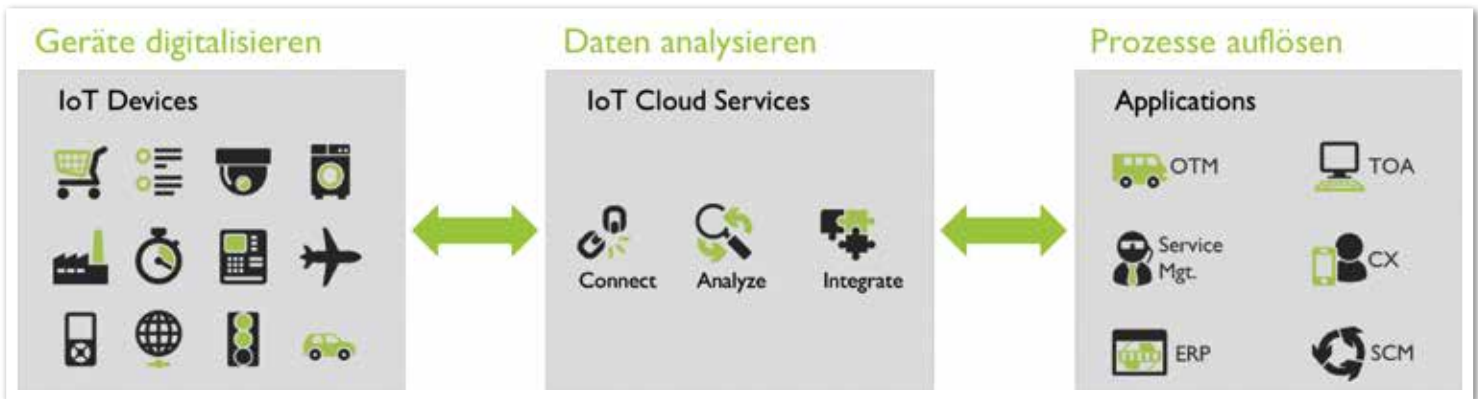 Geräte digitalisieren
IoT Devices
Daten analysieren
IoT Cloud Services
Connect
Analyze
Integrate
Prozesse auflösen
Applications
OTM
TOA
Service
Mgt.
CX
ERP
SCM